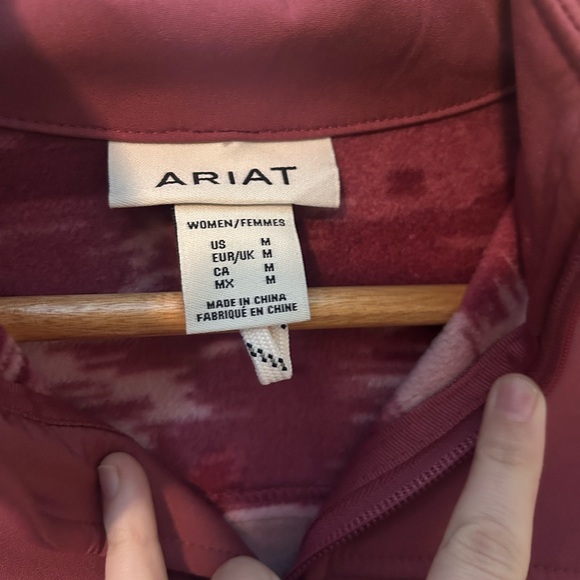 ARIAT
WOMEN/FEMMES
US M
EUR/UK M
CA M
MX M
MADE IN CHINA
FABRIQUÉ EN CHINE